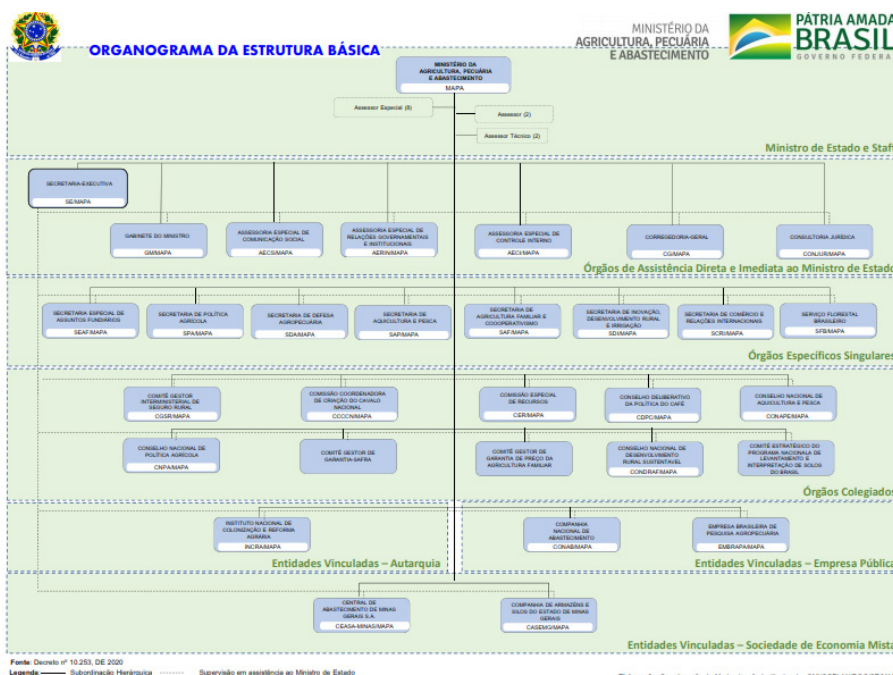 ORGANOGRAMA DA ESTRUTURA BÁSICA
MINISTÉRIO DA
AGRICULTURA, PECUÁRIA
E ABASTECIMENTO
PÁTRIA AMADA
BRASIL
GOVERNO FEDERAL
MINISTÉRIO DA
AGRICULTURA, PECUÁRIA
E ABASTECIMENTO
MAPA
Assessor Especial (8)
Assessor (2)
Assessor Técnico (2)
Ministro de Estado e Staff
SECRETARIA-EXECUTIVA
SE/MAPA
GABINETE DO MINISTRO
GM/MAPA
ASSESSORIA ESPECIAL DE
COMUNICAÇÃO SOCIAL
AECS/MAPA
ASSESSORIA ESPECIAL DE
RELAÇÕES GOVERNAMENTAIS
E INSTITUCIONAIS
AERIN/MAPA
ASSESSORIA ESPECIAL DE
CONTROLE INTERNO
AECI/MAPA
CORREGEDORIA-GERAL
CG/MAPA
CONSULTORIA JURÍDICA
CONJUR/MAPA
Órgãos de Assistência Direta e Imediata ao Ministro de Estado
SECRETARIA ESPECIAL DE
ASSUNTOS FUNDIÁRIOS
SEAF/MAPA
SECRETARIA DE POLÍTICA
AGRÍCOLA
SPA/MAPA
SECRETARIA DE DEFESA
AGROPECUÁRIA
SDA/MAPA
SECRETARIA DE
AQUICULTURA E PESCA
SAP/MAPA
SECRETARIA DE
AGRICULTURA FAMILIAR E
COOPERATIVISMO
SAF/MAPA
SECRETARIA DE INOVAÇÃO,
DESENVOLVIMENTO RURAL
E IRRIGAÇÃO
SDI/MAPA
SECRETARIA DE COMÉRCIO E
RELAÇÕES INTERNACIONAIS
SCRI/MAPA
SERVIÇO FLORESTAL
BRASILEIRO
SFB/MAPA
Órgãos Específicos Singulares
COMITÊ GESTOR
INTERMINISTERIAL DE
SEGURO RURAL
CGSR/MAPA
COMISSÃO COORDENADORA
DE CRIAÇÃO DO CAVALO
NACIONAL
CCCCN/MAPA
COMISSÃO ESPECIAL
DE RECURSOS
CER/MAPA
CONSELHO DELIBERATIVO
DA POLÍTICA DO CAFÉ
CDPC/MAPA
CONSELHO NACIONAL DE
AQUICULTURA E PESCA
CONAPE/MAPA
CONSELHO NACIONAL DE
POLÍTICA AGRÍCOLA
CNPA/MAPA
COMITÊ GESTOR DE
GARANTIA-SAFRA
COMITÊ GESTOR DE
GARANTIA DE PREÇO DA
AGRICULTURA FAMILIAR
CONSELHO NACIONAL DE
DESENVOLVIMENTO
RURAL SUSTENTÁVEL
CONDRAF/MAPA
COMITÊ ESTRATÉGICO DO
PROGRAMA NACIONALA DE
LEVANTAMENTO E
INTERPRETAÇÃO DE SOLOS
DO BRASIL
Órgãos Colegiados
INSTITUTO NACIONAL DE
COLONIZAÇÃO E REFORMA
AGRÁRIA
INCRA/MAPA
Entidades Vinculadas – Autarquia
COMPANHIA
NACIONAL DE
ABASTECIMENTO
CONAB/MAPA
EMPRESA BRASILEIRA DE
PESQUISA AGROPECUÁRIA
EMBRAPA/MAPA
Entidades Vinculadas – Empresa Pública
CENTRAL DE
ABASTECIMENTO DE MINAS
GERAIS S.A.
CEASA-MINAS/MAPA
COMPANHIA DE ARMAZÉNS E
SILOS DO ESTADO DE MINAS
GERAIS
CASEMG/MAPA
Entidades Vinculadas – Sociedade de Economia Mista
Fonte: Decreto nº 10.253, DE 2020
Legenda Subordinação Hierárquica Supervisão em assistência ao Ministro de Estado